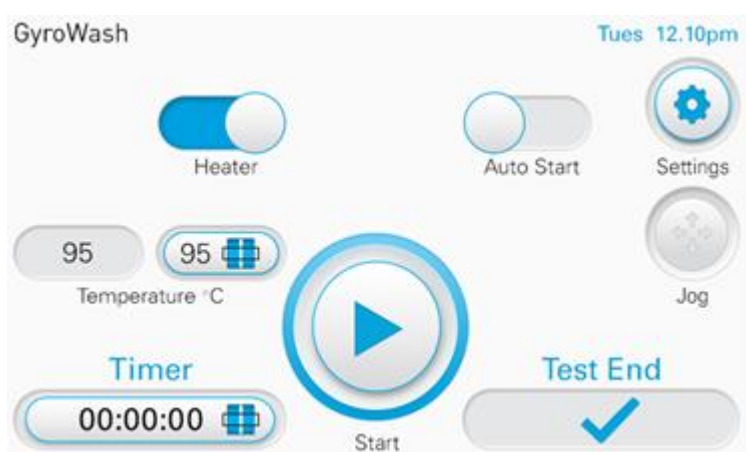 GyroWash
Tues 12.10pm
Heater
Auto Start
Settings
95
95
Temperature °C
Jog
Timer
Test End
00:00:00
Start